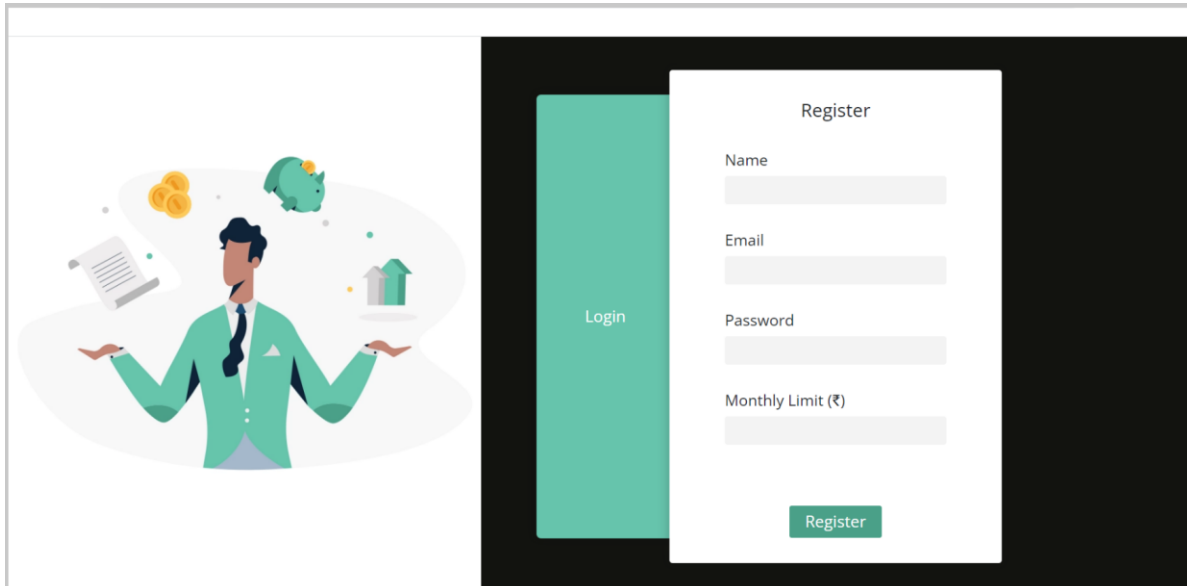 Register
Name
Email
Login
Password
Monthly Limit (₹)
Register